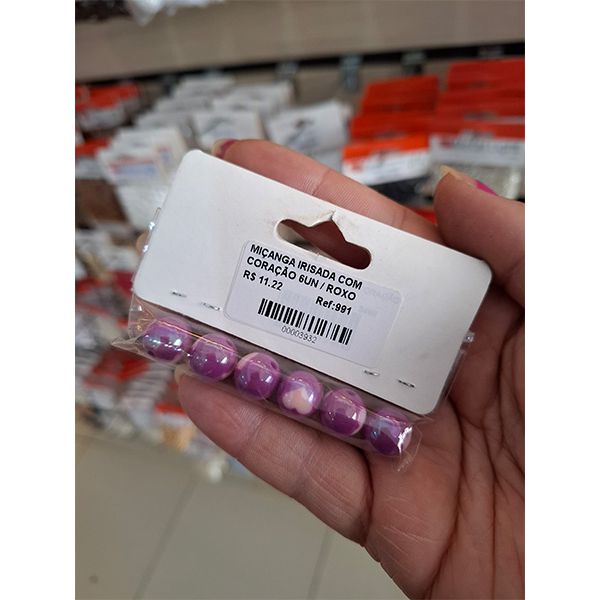 MIÇANGA IRISADA COM
CORAÇÃO 6UN / ROXO
R$ 11.22 Ref:991
00003932